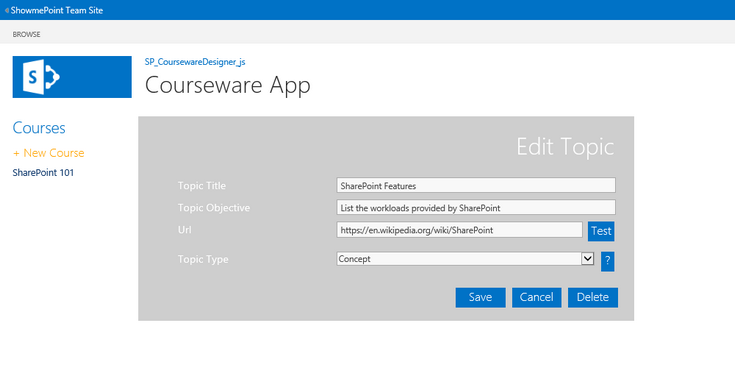 ShowmePoint Team Site
BROWSE
S
SP_CoursewareDesigner_js
Courseware App
Courses
+ New Course
SharePoint 101
Edit Topic
Topic Title SharePoint Features
Topic Objective List the workloads provided by SharePoint
Url https://en.wikipedia.org/wiki/SharePoint Test
Topic Type Concept ?
Save Cancel Delete